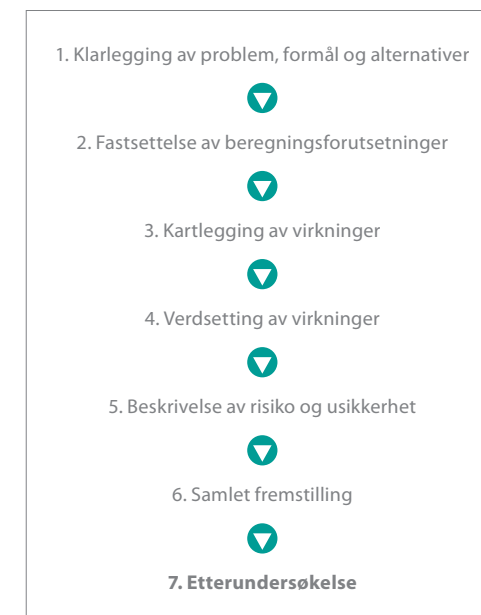 1. Klarlegging av problem, formål og alternativer
2. Fastsettelse av beregningsforutsetninger
3. Kartlegging av virkninger
4. Verdsetting av virkninger
5. Beskrivelse av risiko og usikkerhet
6. Samlet fremstilling
7. Etterundersøkelse